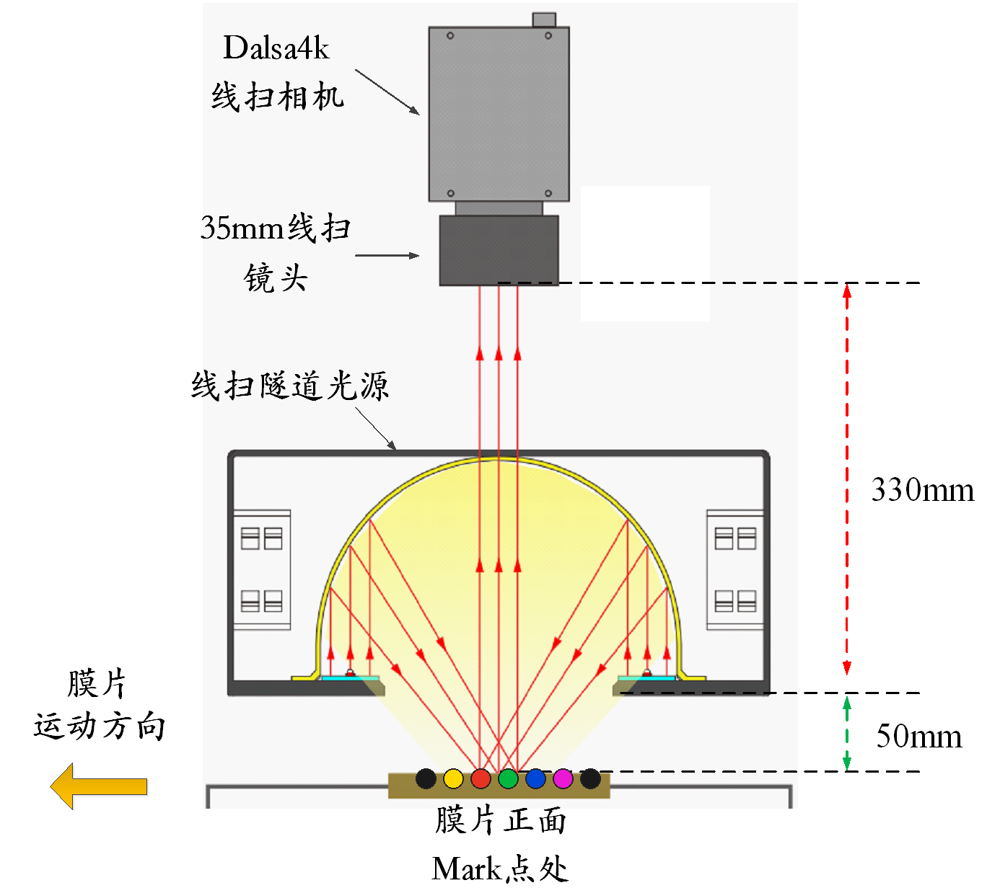 Dalsa4k
线扫相机
35mm线扫
镜头
线扫隧道光源
330mm
膜片
运动方向
50mm
膜片正面
Mark点处